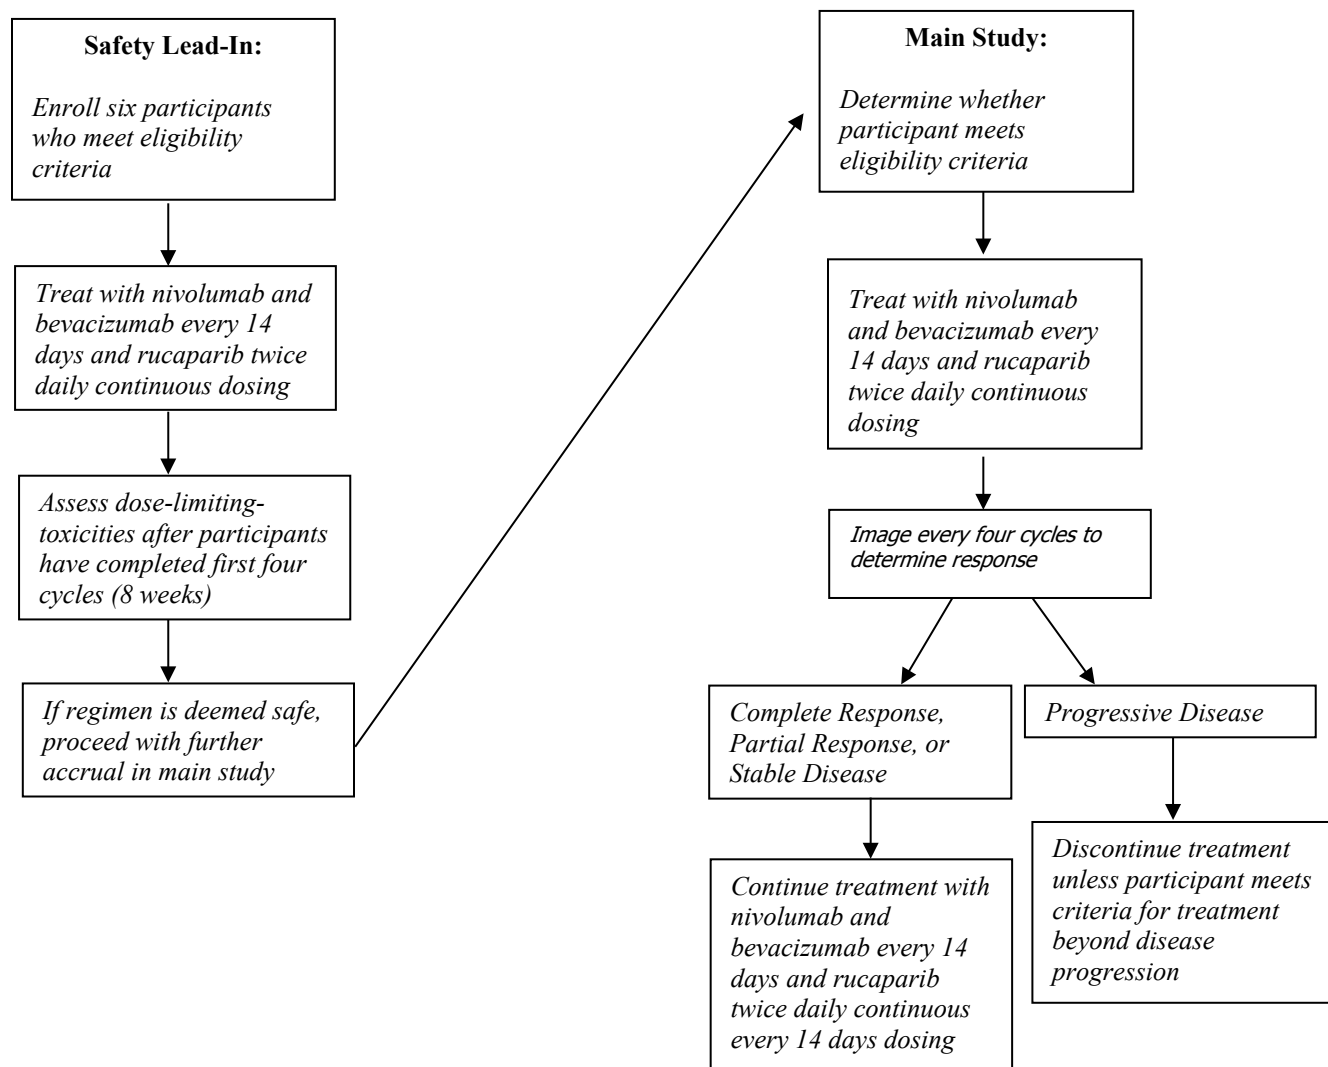 Safety Lead-In:
Enroll six participants
who meet eligibility
criteria
Treat with nivolumab and
bevacizumab every 14
days and rucaparib twice
daily continuous dosing
Assess dose-limiting-
toxicities after participants
have completed first four
cycles (8 weeks)
If regimen is deemed safe,
proceed with further
accrual in main study
Main Study:
Determine whether
participant meets
eligibility criteria
Treat with nivolumab
and bevacizumab every
14 days and rucaparib
twice daily continuous
dosing
Image every four cycles to
determine response
Complete Response,
Partial Response, or
Stable Disease
Continue treatment with
nivolumab and
bevacizumab every 14
days and rucaparib
twice daily continuous
every 14 days dosing
Progressive Disease
Discontinue treatment
unless participant meets
criteria for treatment
beyond disease
progression